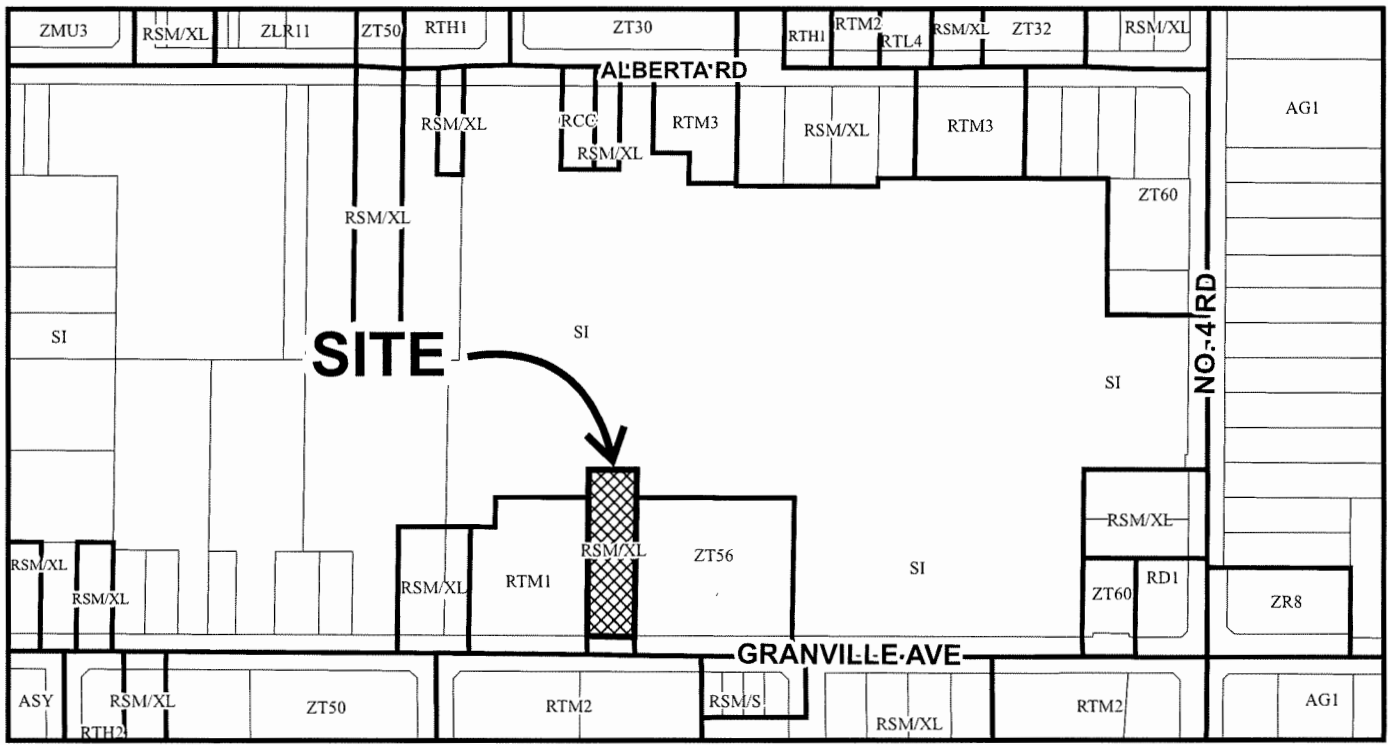 ZMU3 RSM/XL ZLR11 ZT50 RTH1 ZT30 RTH1 RTM2 RTL4 RSM/XL ZT32 RSM/XL
ALBERTA RD
AG1
RSM/XL RCC RSM/XL RTM3 RSM/XL RTM3
ZT60
RSM/XL
NO. 4 RD
SI SITE SI SI
RSM/XL RSM/XL RSM/XL RTM1 RSM/XL ZT56 SI RSM/XL
ZT60 RD1 ZR8
GRANVILLE AVE
ASY RTH2 RSM/XL ZT50 RTM2 RSM/S RSM/XL RTM2 AG1